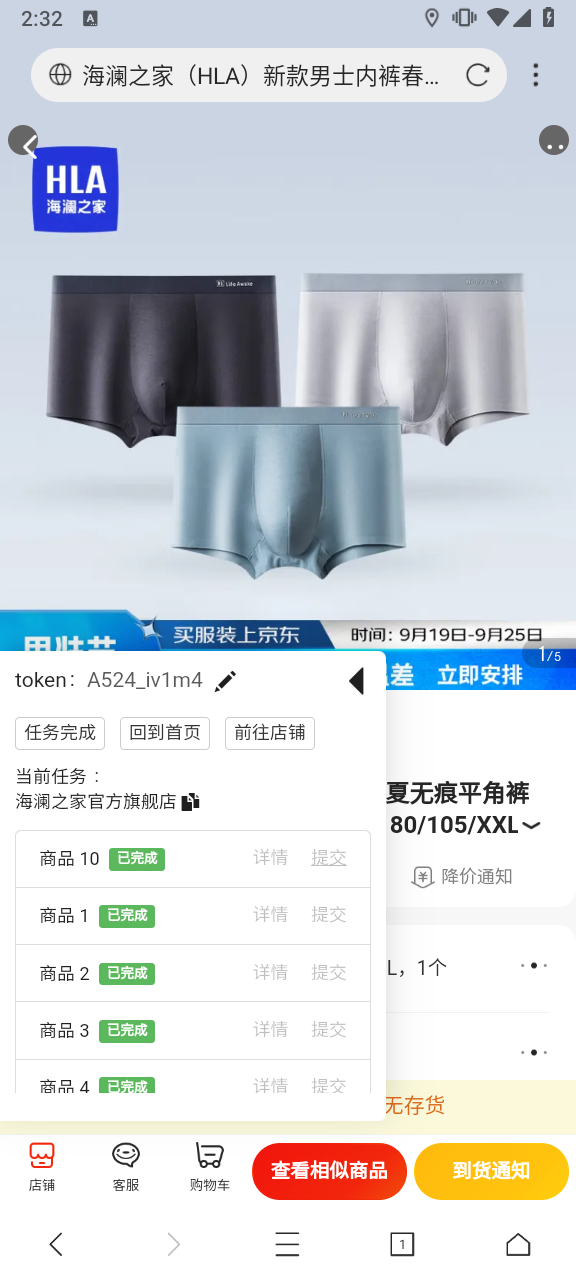 2:32
A
海澜之家（HLA）新款男士内裤春...
HLA
海澜之家
买服装上京东
时间：9月19日-9月25日
1/5
温差 立即安排
token： A524_iv1m4
任务完成 回到首页 前往店铺
当前任务：
海澜之家官方旗舰店
夏无痕平角裤
80/105/XXL
降价通知
商品 10 已完成 详情 提交
商品 1 已完成 详情 提交
商品 2 已完成 详情 提交
L，1个
商品 3 已完成 详情 提交
商品 4 已完成 详情 提交
无存货
店铺
客服
购物车
查看相似商品
到货通知
1